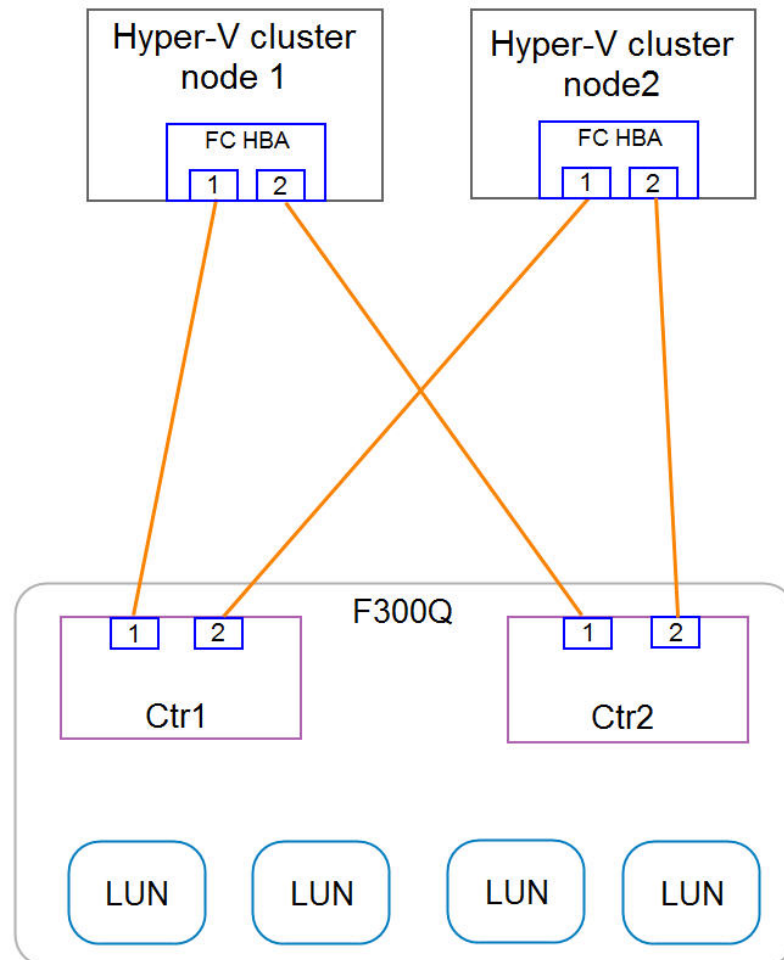 Hyper-V cluster
node 1
FC HBA
1
2
Hyper-V cluster
node2
FC HBA
1
2
F300Q
1
2
Ctr1
1
2
Ctr2
LUN
LUN
LUN
LUN